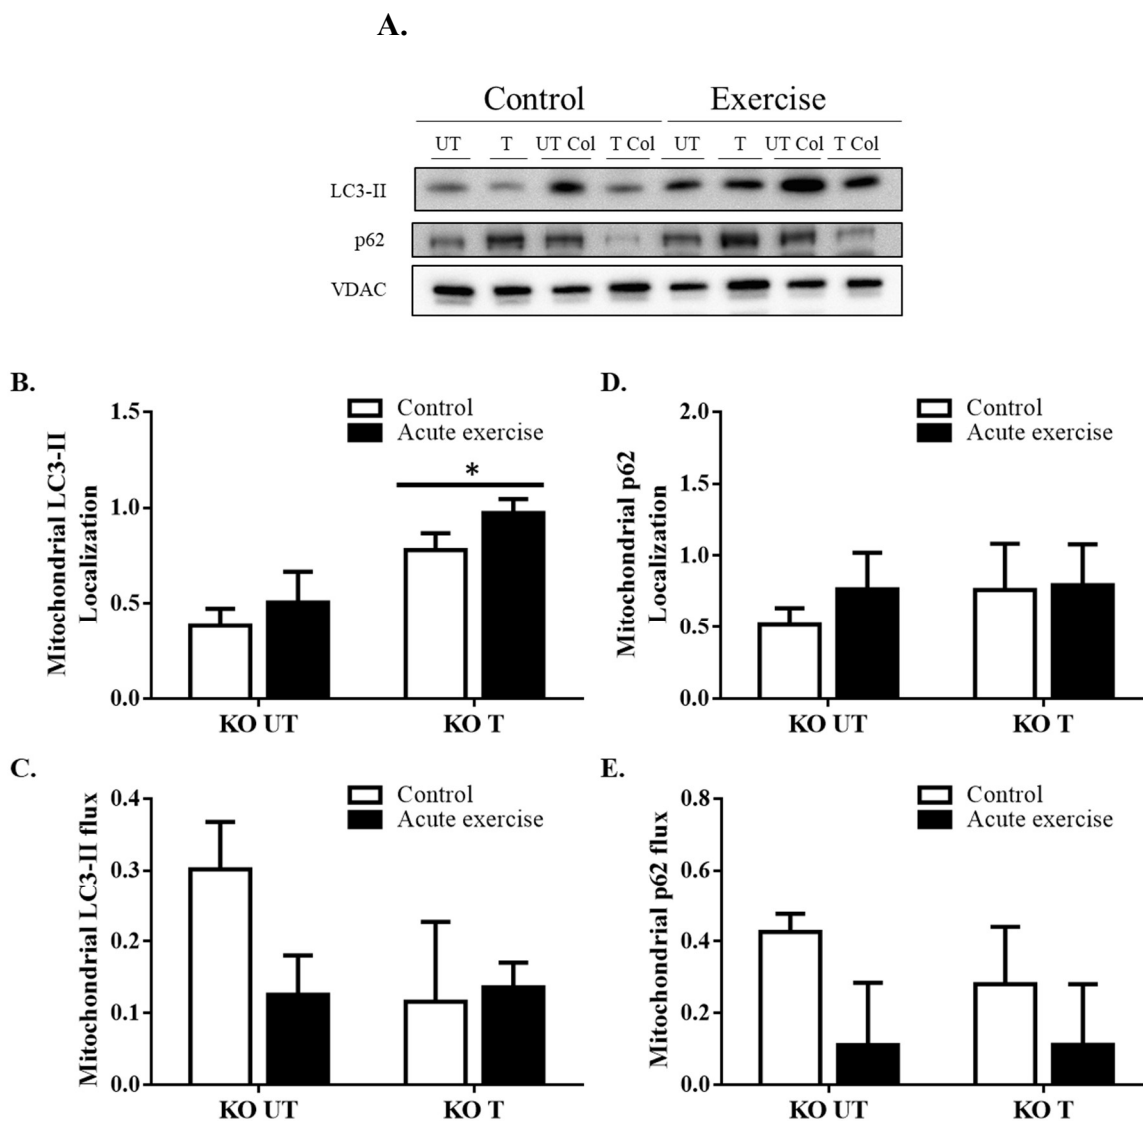 A.
Control Exercise
UT T UT Col T Col UT T UT Col T Col
LC3-II
p62
VDAC
B.
Control
Acute exercise
Mitochondrial LC3-II
Localization
1.5
1.0
0.5
0.0
*
KO UT KO T
D.
Control
Acute exercise
Mitochondrial p62
Localization
2.0
1.5
1.0
0.5
0.0
KO UT KO T
C.
Control
Acute exercise
Mitochondrial LC3-II flux
0.4
0.3
0.2
0.1
0.0
KO UT KO T
E.
Control
Acute exercise
Mitochondrial p62 flux
0.8
0.6
0.4
0.2
0.0
KO UT KO T